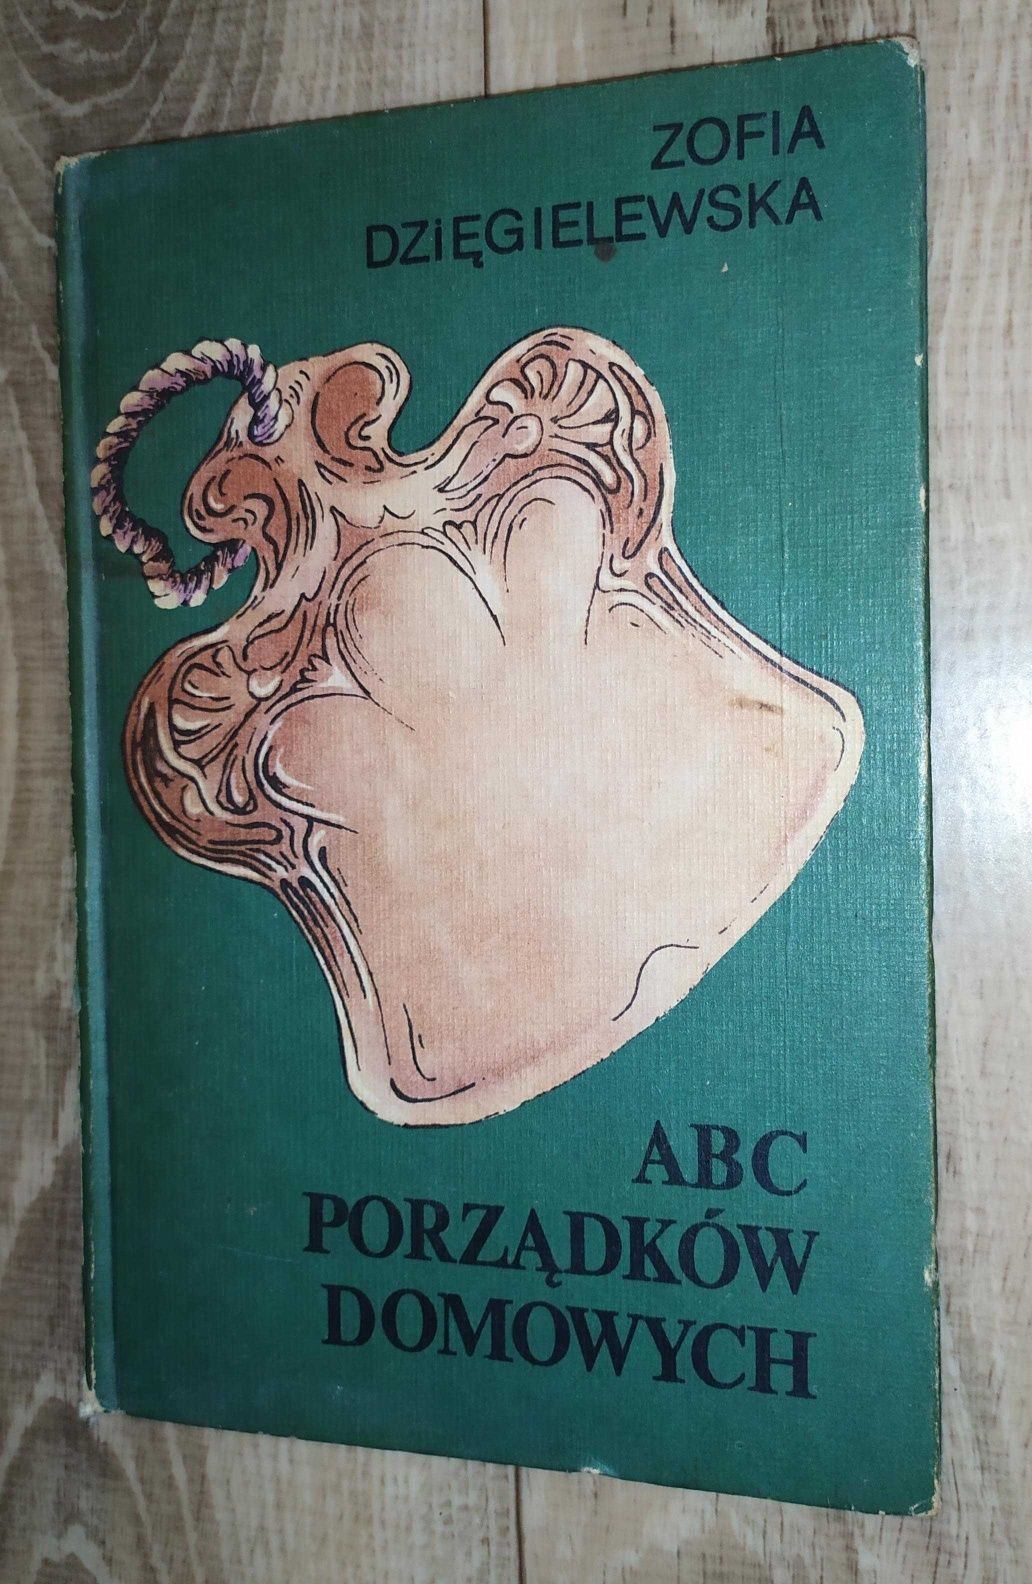 ZOFIA
DZiĘGIELEWSKA
ABC
PORZĄDKÓW
DOMOWYCH